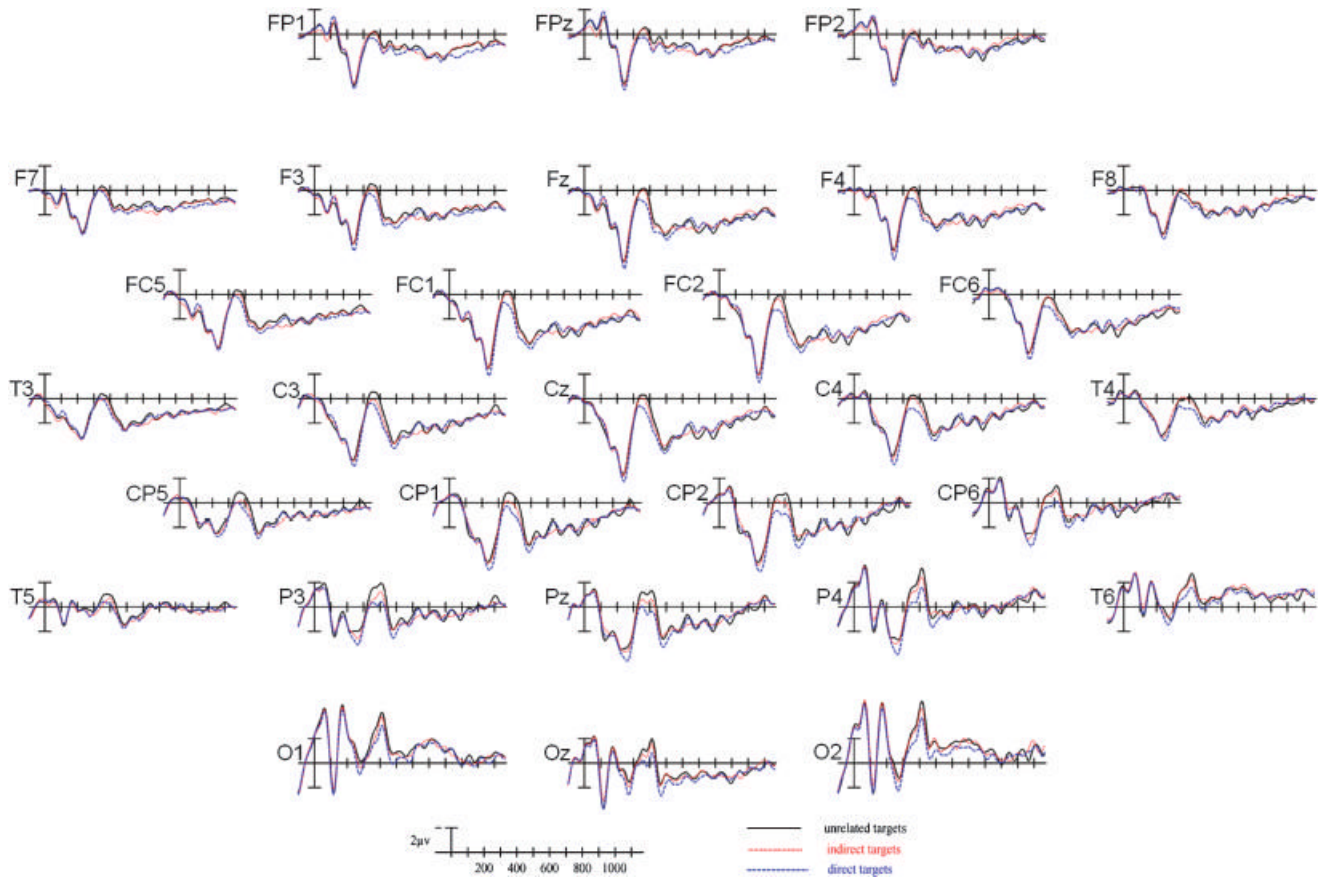 FP1 FPz FP2
F7 F3 Fz F4 F8
FC5 FC1 FC2 FC6
T3 C3 Cz C4 T4
CP5 CP1 CP2 CP6
T5 P3 Pz P4 T6
O1 Oz O2
2μv
200 400 600 800 1000
unrelated targets
indirect targets
direct targets